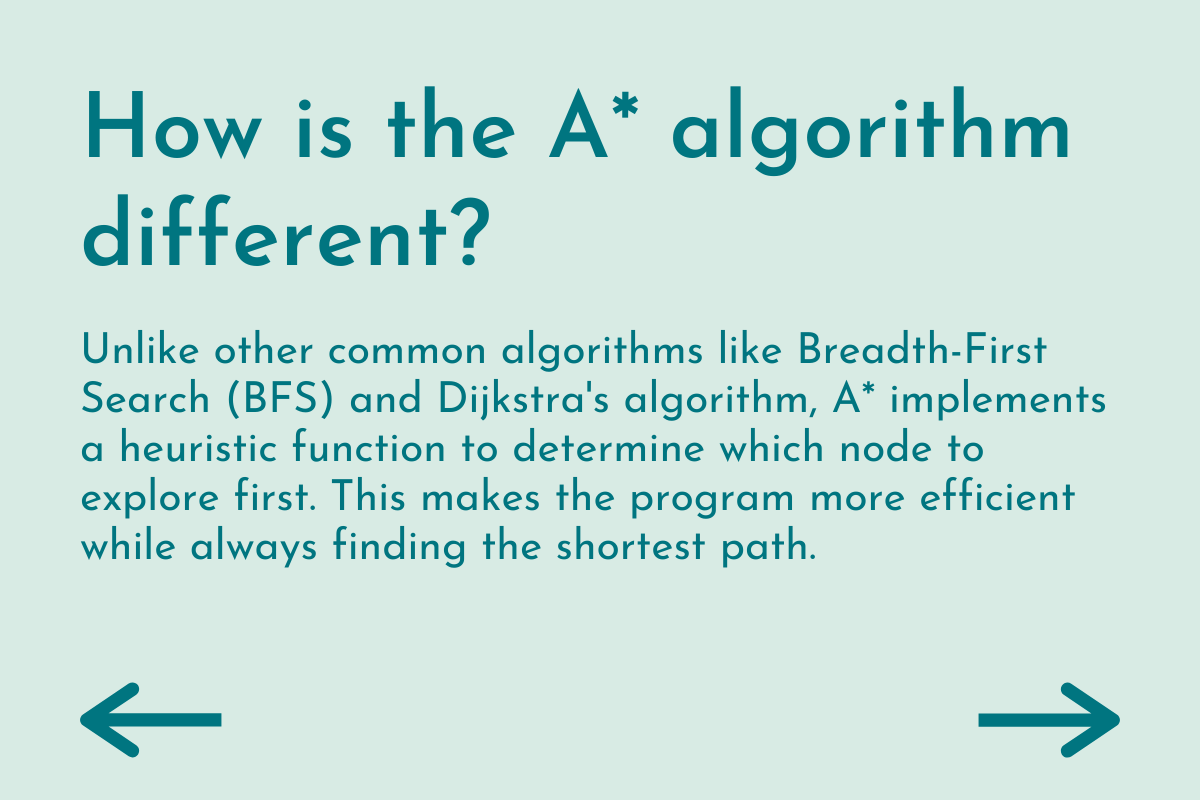 How is the A* algorithm
different?
Unlike other common algorithms like Breadth-First
Search (BFS) and Dijkstra's algorithm, A* implements
a heuristic function to determine which node to
explore first. This makes the program more efficient
while always finding the shortest path.